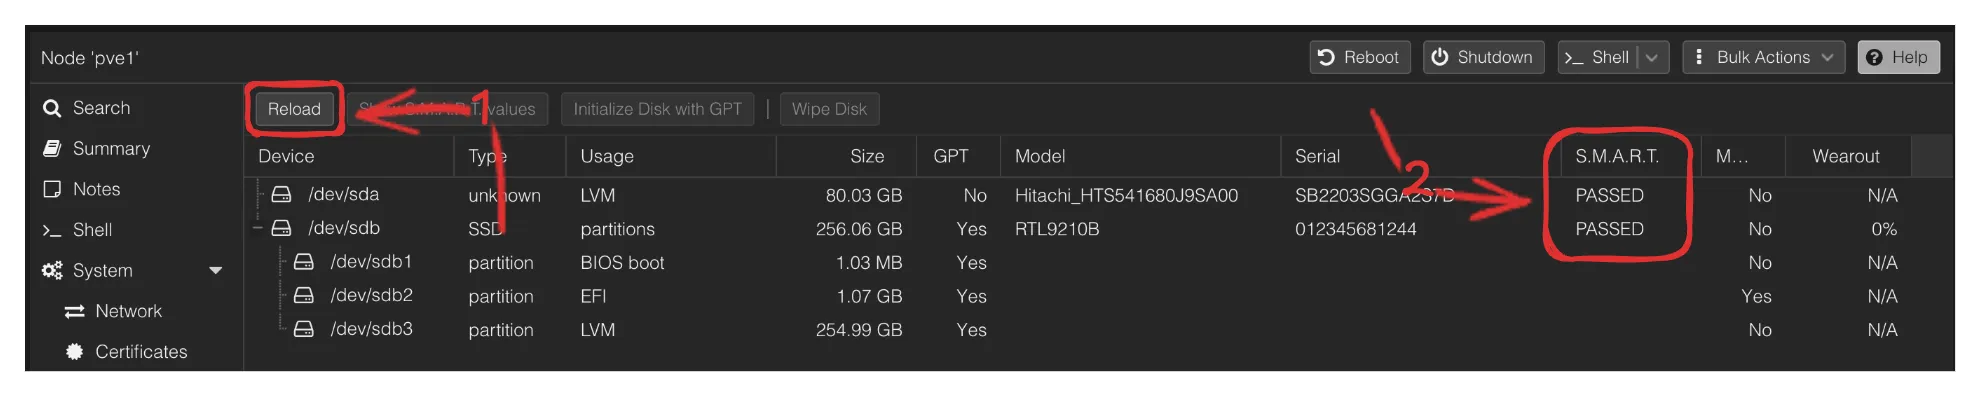 Node 'pve1'
Reboot Shutdown >_ Shell Bulk Actions Help
Search
Summary
Notes
>_ Shell
System
Network
Certificates
Reload Show S.M.A.R.T. values Initialize Disk with GPT | Wipe Disk
1
2
Device Type Usage Size GPT Model Serial S.M.A.R.T. M... Wearout
/dev/sda unknown LVM 80.03 GB No Hitachi_HTS541680J9SA00 SB2203SGGA237D PASSED No N/A
/dev/sdb SSD partitions 256.06 GB Yes RTL9210B 012345681244 PASSED No 0%
/dev/sdb1 partition BIOS boot 1.03 MB Yes No N/A
/dev/sdb2 partition EFI 1.07 GB Yes Yes N/A
/dev/sdb3 partition LVM 254.99 GB Yes No N/A